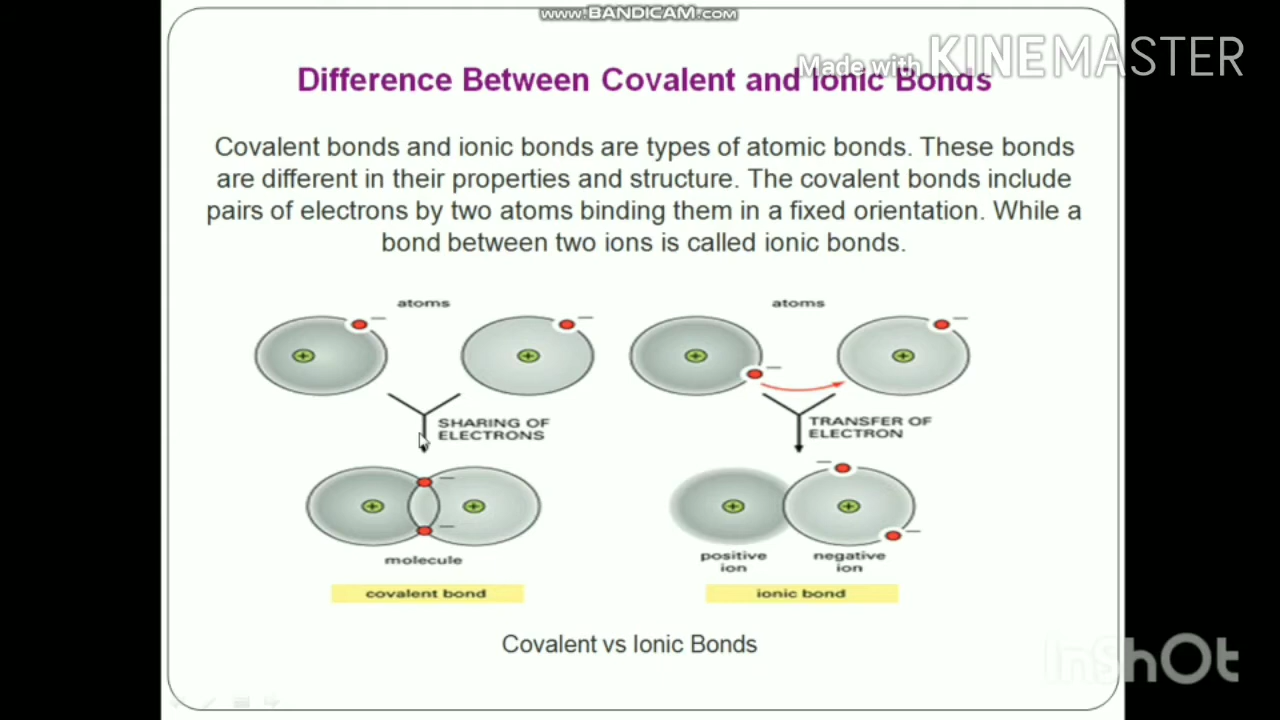 www.BANDICAM.com
Made with KINEMASTER
Difference Between Covalent and Ionic Bonds
Covalent bonds and ionic bonds are types of atomic bonds. These bonds
are different in their properties and structure. The covalent bonds include
pairs of electrons by two atoms binding them in a fixed orientation. While a
bond between two ions is called ionic bonds.
atoms
atoms
SHARING OF
ELECTRONS
TRANSFER OF
ELECTRON
molecule
positive
ion
negative
ion
covalent bond
ionic bond
Covalent vs Ionic Bonds
InShOt